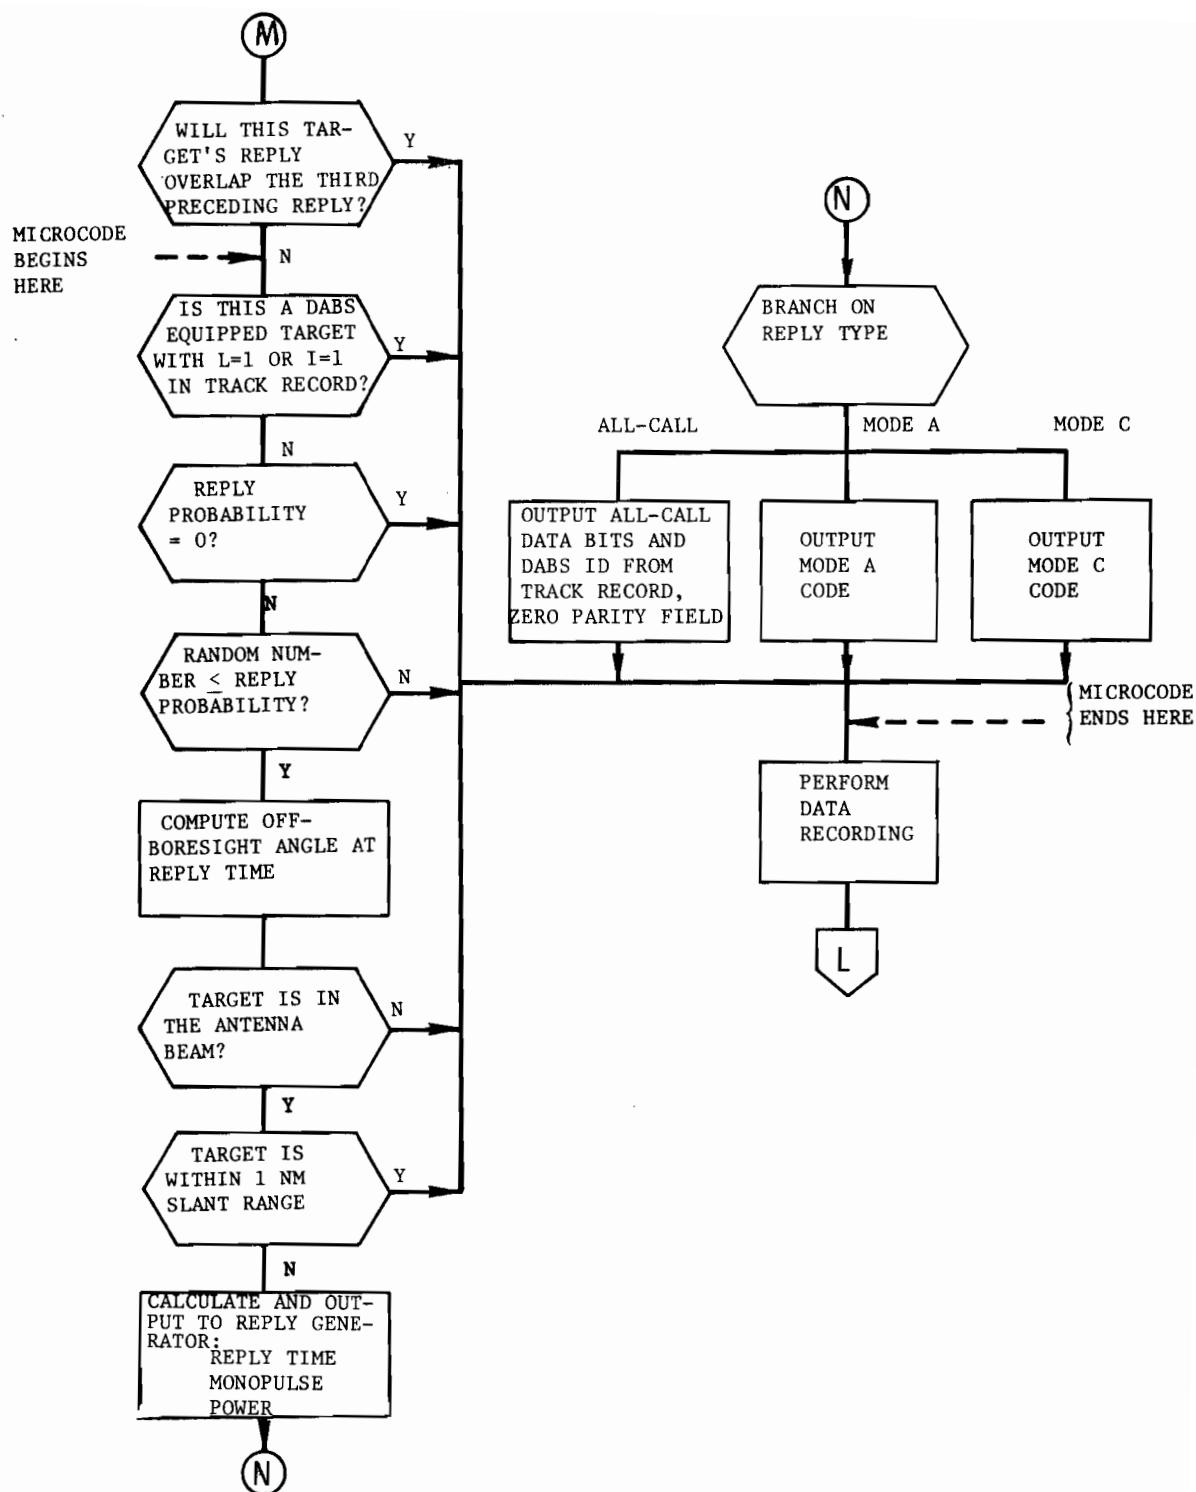 M
WILL THIS TAR-
GET'S REPLY
OVERLAP THE THIRD
PRECEDING REPLY?
Y
MICROCODE
BEGINS
HERE
N
IS THIS A DABS
EQUIPPED TARGET
WITH L=1 OR I=1
IN TRACK RECORD?
Y
N
REPLY
PROBABILITY
= 0?
Y
N
RANDOM NUM-
BER ≤ REPLY
PROBABILITY?
N
Y
COMPUTE OFF-
BORESIGHT ANGLE AT
REPLY TIME
TARGET IS IN
THE ANTENNA
BEAM?
N
Y
TARGET IS
WITHIN 1 NM
SLANT RANGE
Y
N
CALCULATE AND OUT-
PUT TO REPLY GENE-
RATOR:
REPLY TIME
MONOPULSE
POWER
N
N
BRANCH ON
REPLY TYPE
ALL-CALL
MODE A
MODE C
OUTPUT ALL-CALL
DATA BITS AND
DABS ID FROM
TRACK RECORD,
ZERO PARITY FIELD
OUTPUT
MODE A
CODE
OUTPUT
MODE C
CODE
MICROCODE
ENDS HERE
PERFORM
DATA
RECORDING
L